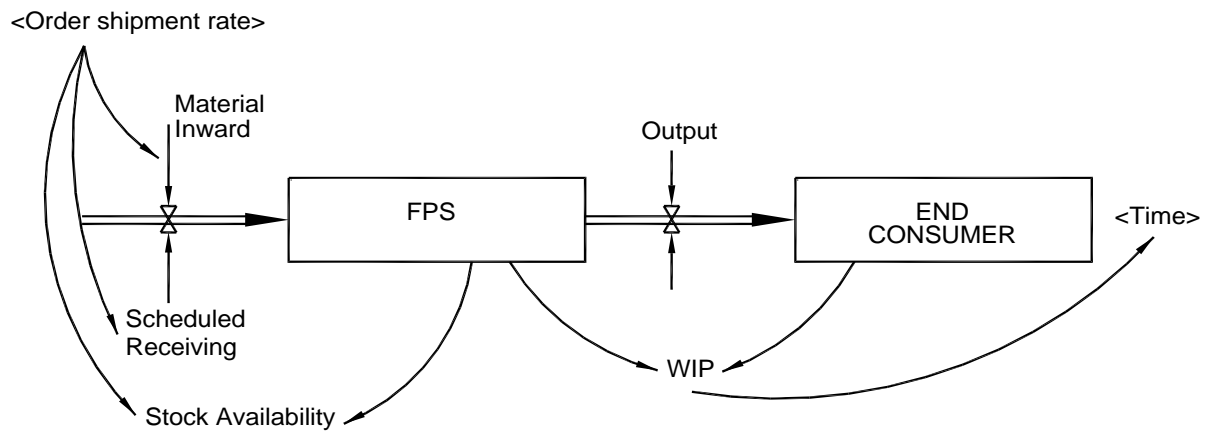 <Order shipment rate>
Material
Inward
Output
FPS
END
CONSUMER
<Time>
Scheduled
Receiving
WIP
Stock Availability